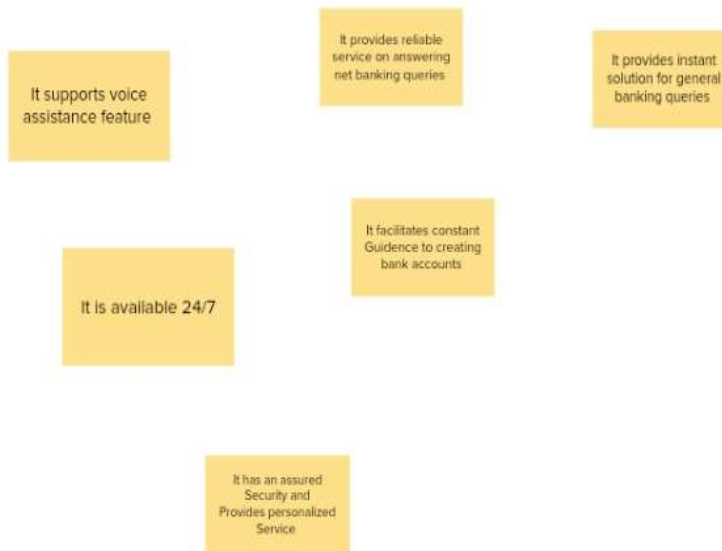 It provides reliable
service on answering
net banking queries
It provides instant
solution for general
banking queries
It supports voice
assistance feature
It facilitates constant
Guidence to creating
bank accounts
It is available 24/7
It has an assured
Security and
Provides personalized
Service